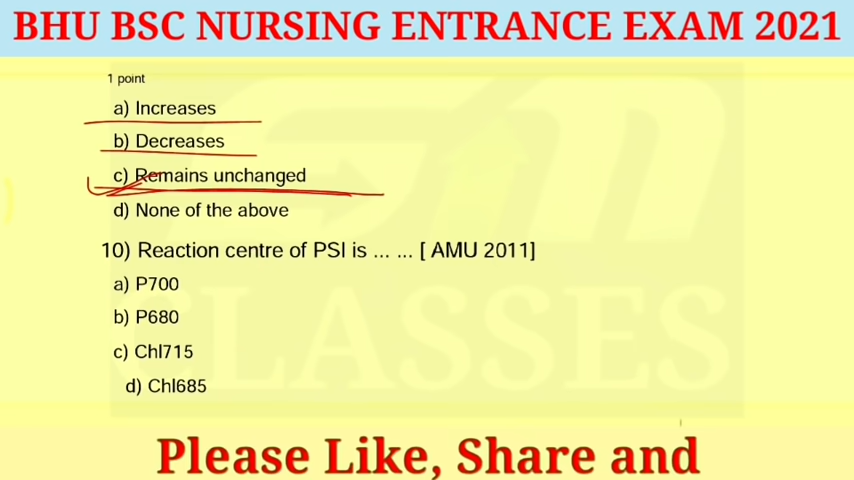 BHU BSC NURSING ENTRANCE EXAM 2021
1 point
a) Increases
b) Decreases
c) Remains unchanged
d) None of the above
10) Reaction centre of PSI is ... ... [ AMU 2011]
a) P700
b) P680
c) Chl715
d) Chl685
CLASSES
Please Like, Share and